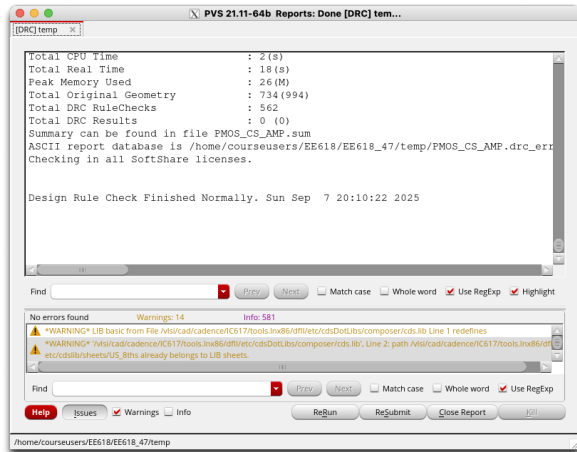 PVS 21.11-64b Reports: Done [DRC] tem...
[DRC] temp
Total CPU Time : 2(s)
Total Real Time : 18(s)
Peak Memory Used : 26(M)
Total Original Geometry : 734(994)
Total DRC RuleChecks : 562
Total DRC Results : 0 (0)
Summary can be found in file PMOS_CS_AMP.sum
ASCII report database is /home/courseusers/EE618/EE618_47/temp/PMOS_CS_AMP.drc_err
Checking in all SoftShare licenses.
Design Rule Check Finished Normally. Sun Sep 7 20:10:22 2025
Find Prev Next Match case Whole word Use RegExp Highlight
No errors found Warnings: 14 Info: 581
*WARNING* LIB basic from File /vlsi/cad/cadence/IC617/tools.lnx86/dfII/etc/cdsDotLibs/composer/cds.lib Line 1 redefines
*WARNING* '/vlsi/cad/cadence/IC617/tools.lnx86/dfII/etc/cdsDotLibs/composer/cds.lib', Line 2: path /vlsi/cad/cadence/IC617/tools.lnx86/dfII/
etc/cdslib/sheets/US_8ths already belongs to LIB sheets.
Find Prev Next Match case Whole word Use RegExp
Help Issues Warnings Info ReRun ReSubmit Close Report Kill
/home/courseusers/EE618/EE618_47/temp